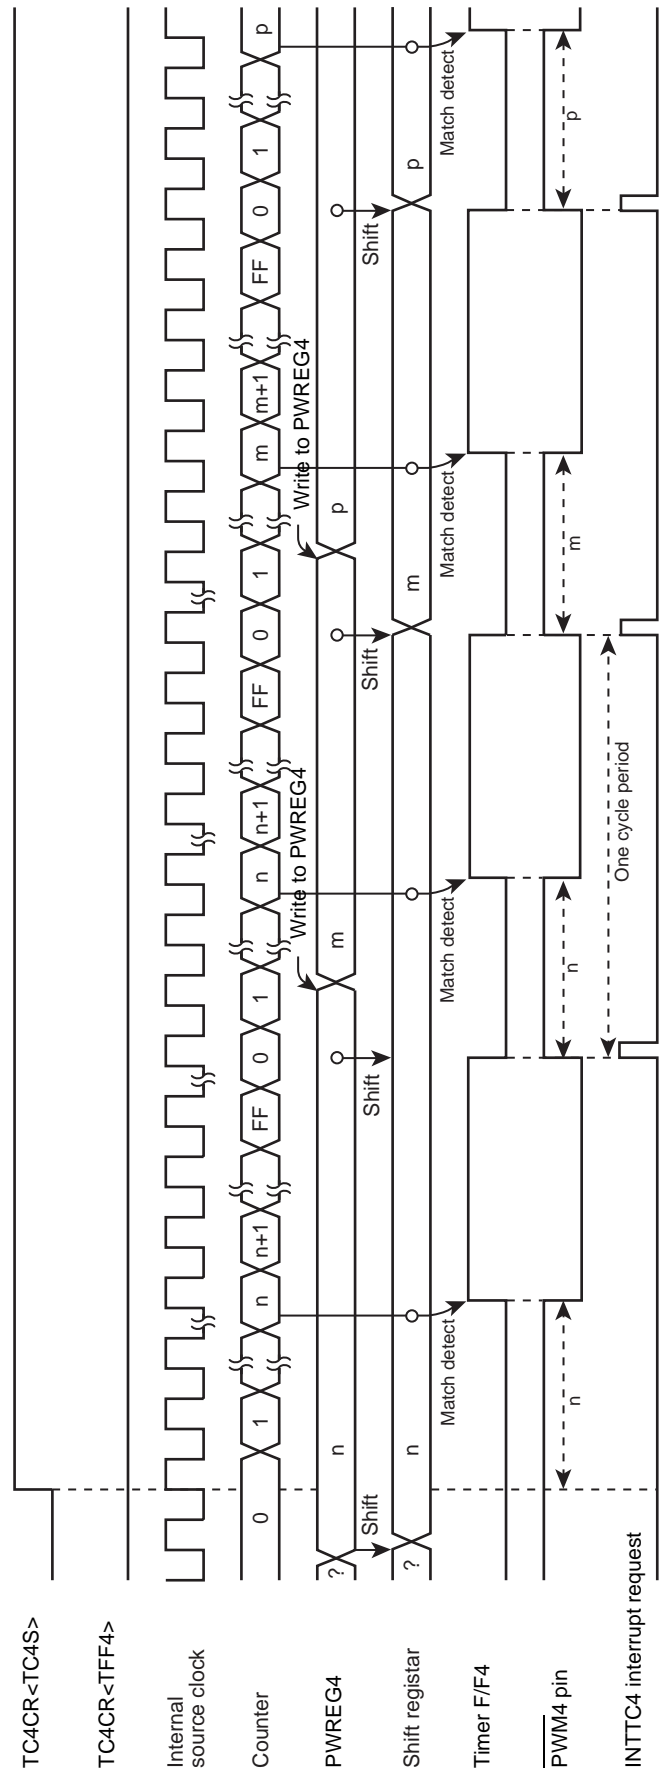 TC4CR<TC4S>
TC4CR<TFF4>
Internal
source clock
Counter
0
1
n
n+1
FF
0
1
n
n+1
FF
0
1
m
m+1
FF
0
1
p
Write to PWREG4
Write to PWREG4
PWREG4
?
n
m
p
Shift
Shift
Shift
Shift
Shift registar
?
n
m
p
Match detect
Match detect
Match detect
Match detect
Timer F/F4
PWM4 pin
n
n
m
p
One cycle period
INTTC4 interrupt request